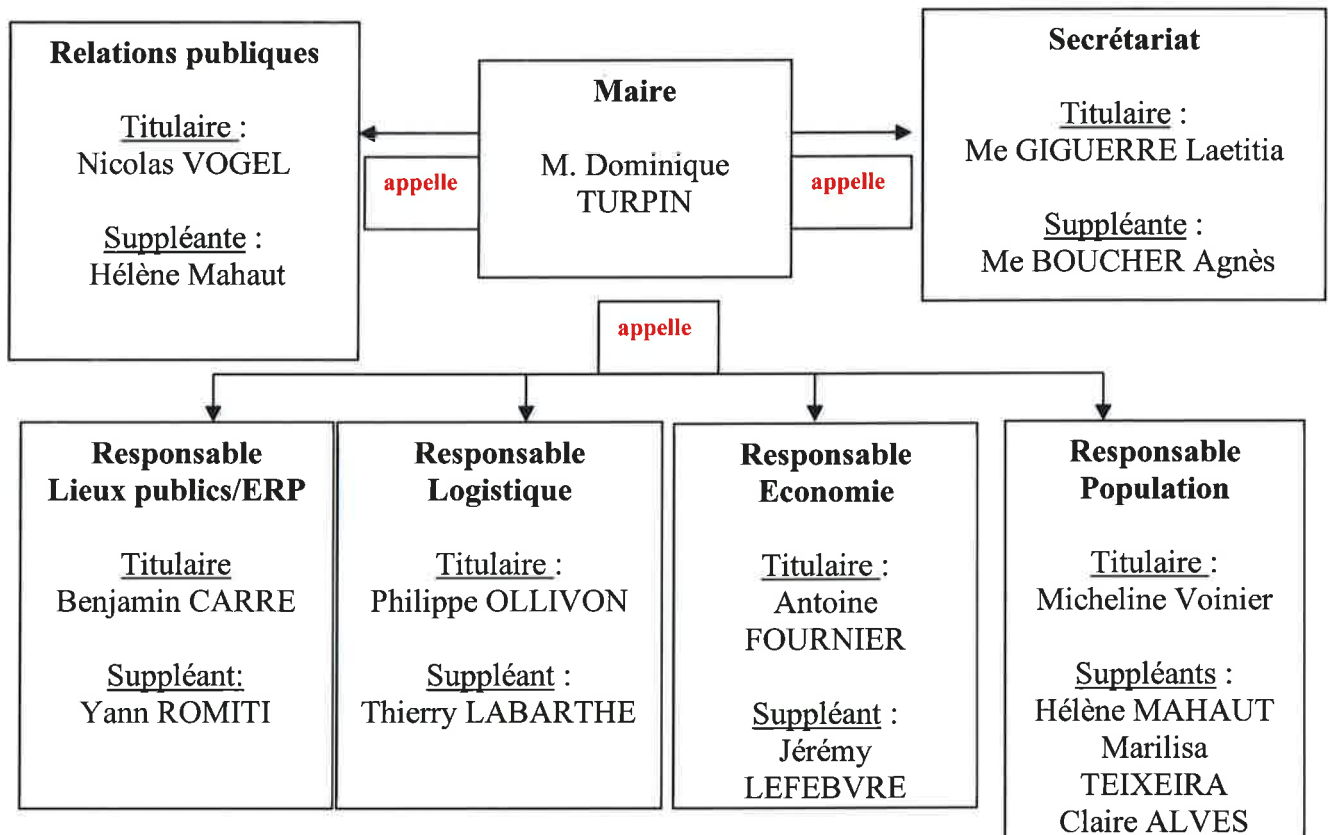 Relations publiques
Titulaire :
Nicolas VOGEL
Suppléante :
Hélène Mahaut
appelle
Maire
M. Dominique
TURPIN
appelle
Secrétariat
Titulaire :
Me GIGUERRE Laetitia
Suppléante :
Me BOUCHER Agnès
appelle
Responsable
Lieux publics/ERP
Titulaire
Benjamin CARRE
Suppléant:
Yann ROMITI
Responsable
Logistique
Titulaire :
Philippe OLLIVON
Suppléant :
Thierry LABARTHE
Responsable
Economie
Titulaire :
Antoine
FOURNIER
Suppléant :
Jérémy
LEFEBVRE
Responsable
Population
Titulaire :
Micheline Voinier
Suppléants :
Hélène MAHAUT
Marilisa
TEIXEIRA
Claire ALVES